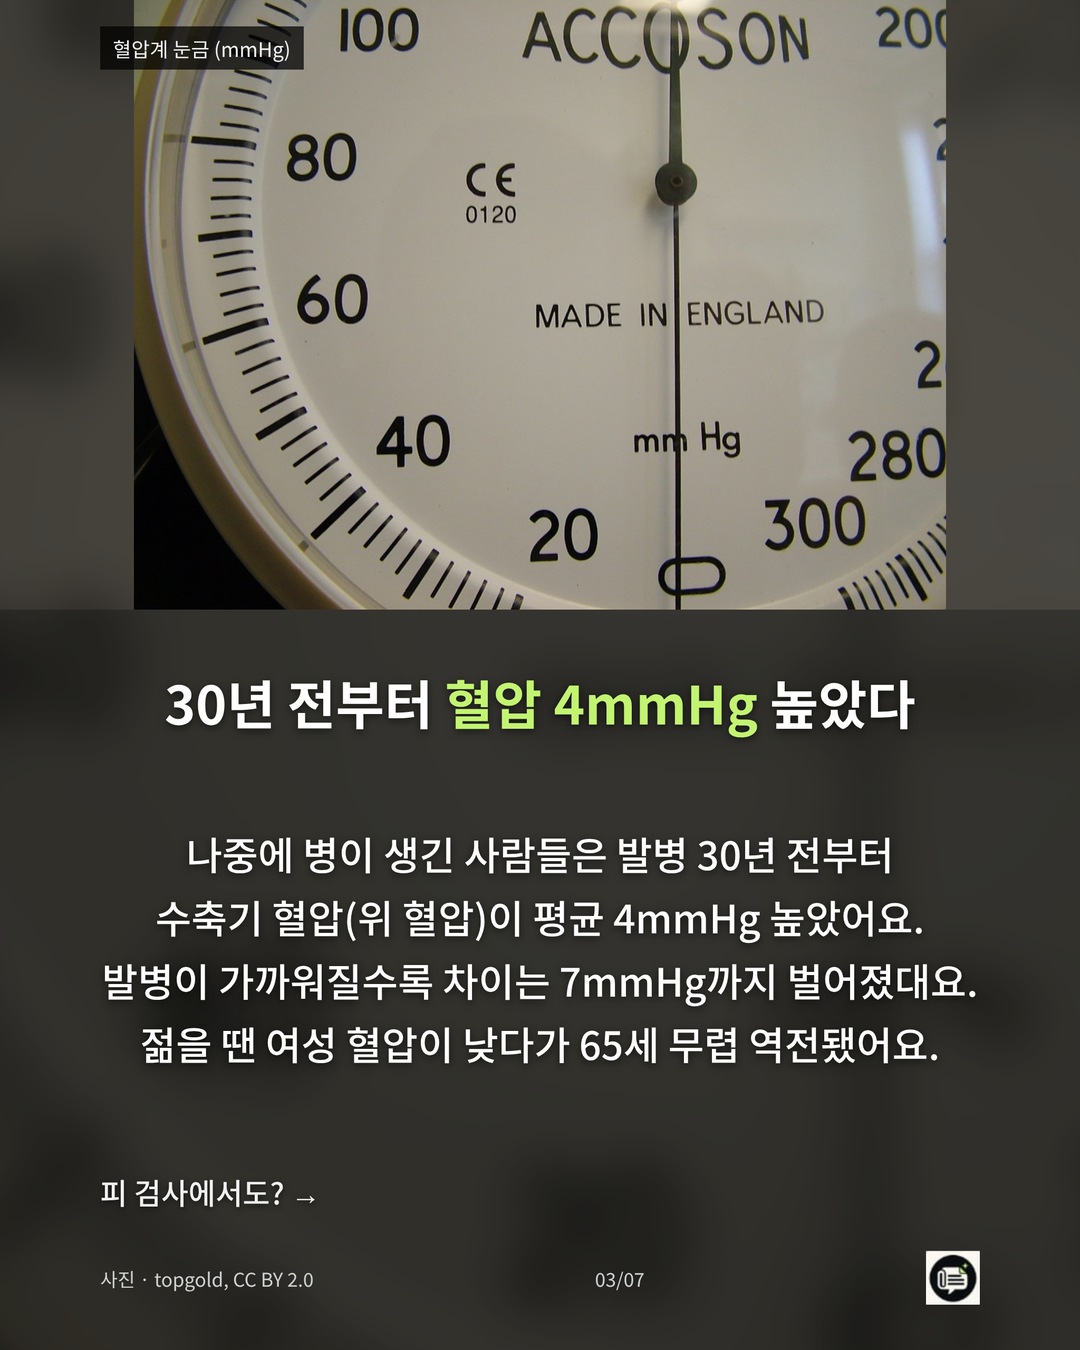 혈압계 눈금 (mmHg)
100
ACCOSON
80
CE
0120
60
MADE IN ENGLAND
40
mm Hg
280
20
300
30년 전부터 혈압 4mmHg 높았다
나중에 병이 생긴 사람들은 발병 30년 전부터
수축기 혈압(위 혈압)이 평균 4mmHg 높았어요.
발병이 가까워질수록 차이는 7mmHg까지 벌어졌대요.
젊을 땐 여성 혈압이 낮다가 65세 무렵 역전됐어요.
피 검사에서도? →
사진 · topgold, CC BY 2.0
03/07